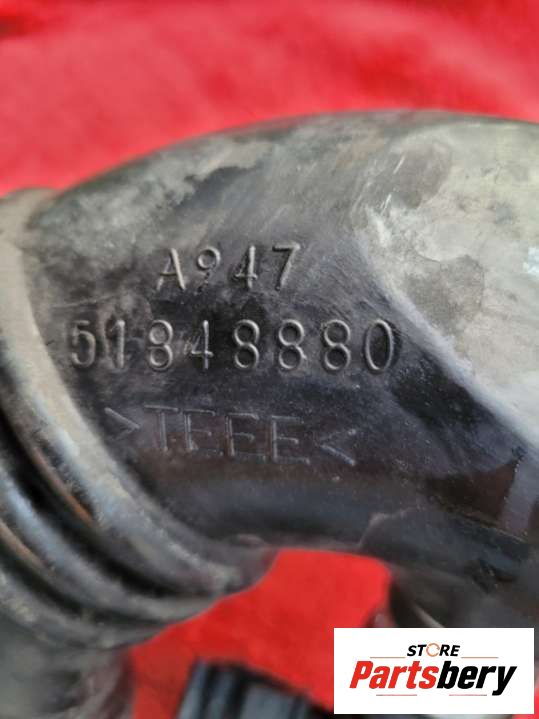 A947
51848880
>TEEE<
STORE
Partsbery